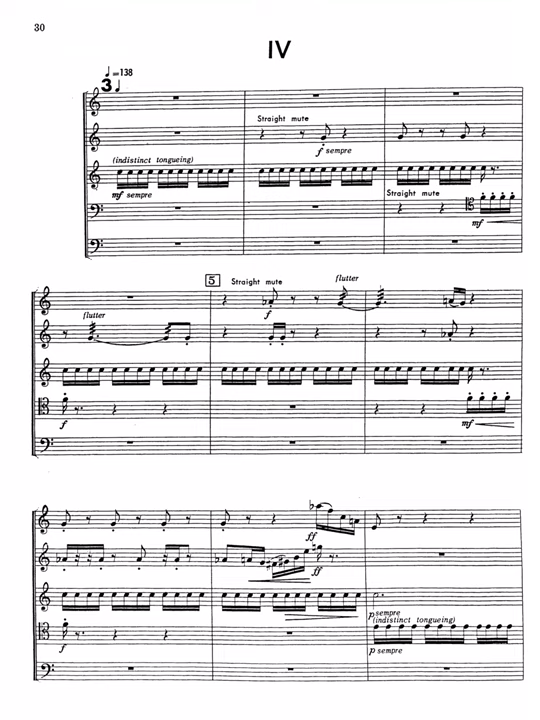 30
IV
♩=138
3♩
Straight mute
f sempre
(indistinct tongueing)
mf sempre
Straight mute
mf
5
Straight mute
flutter
flutter
f
f
f
mf
ff
ff
f
p sempre
(indistinct tongueing)
p sempre